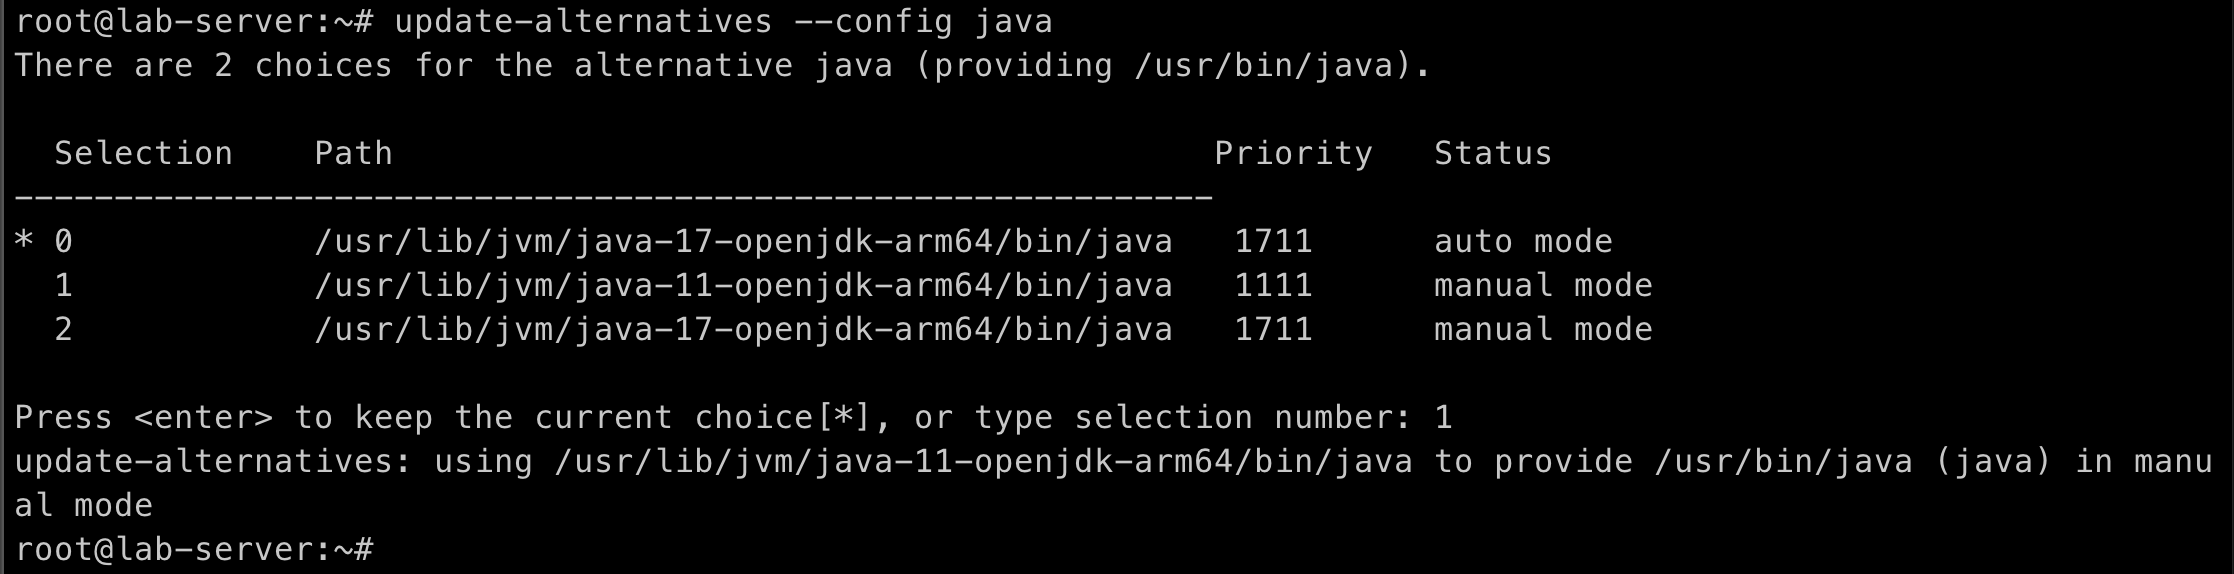 root@lab-server:~# update-alternatives --config java
There are 2 choices for the alternative java (providing /usr/bin/java).

  Selection    Path                                         Priority   Status
------------------------------------------------------------
* 0            /usr/lib/jvm/java-17-openjdk-arm64/bin/java   1711      auto mode
  1            /usr/lib/jvm/java-11-openjdk-arm64/bin/java   1111      manual mode
  2            /usr/lib/jvm/java-17-openjdk-arm64/bin/java   1711      manual mode

Press <enter> to keep the current choice[*], or type selection number: 1
update-alternatives: using /usr/lib/jvm/java-11-openjdk-arm64/bin/java to provide /usr/bin/java (java) in manu
al mode
root@lab-server:~#